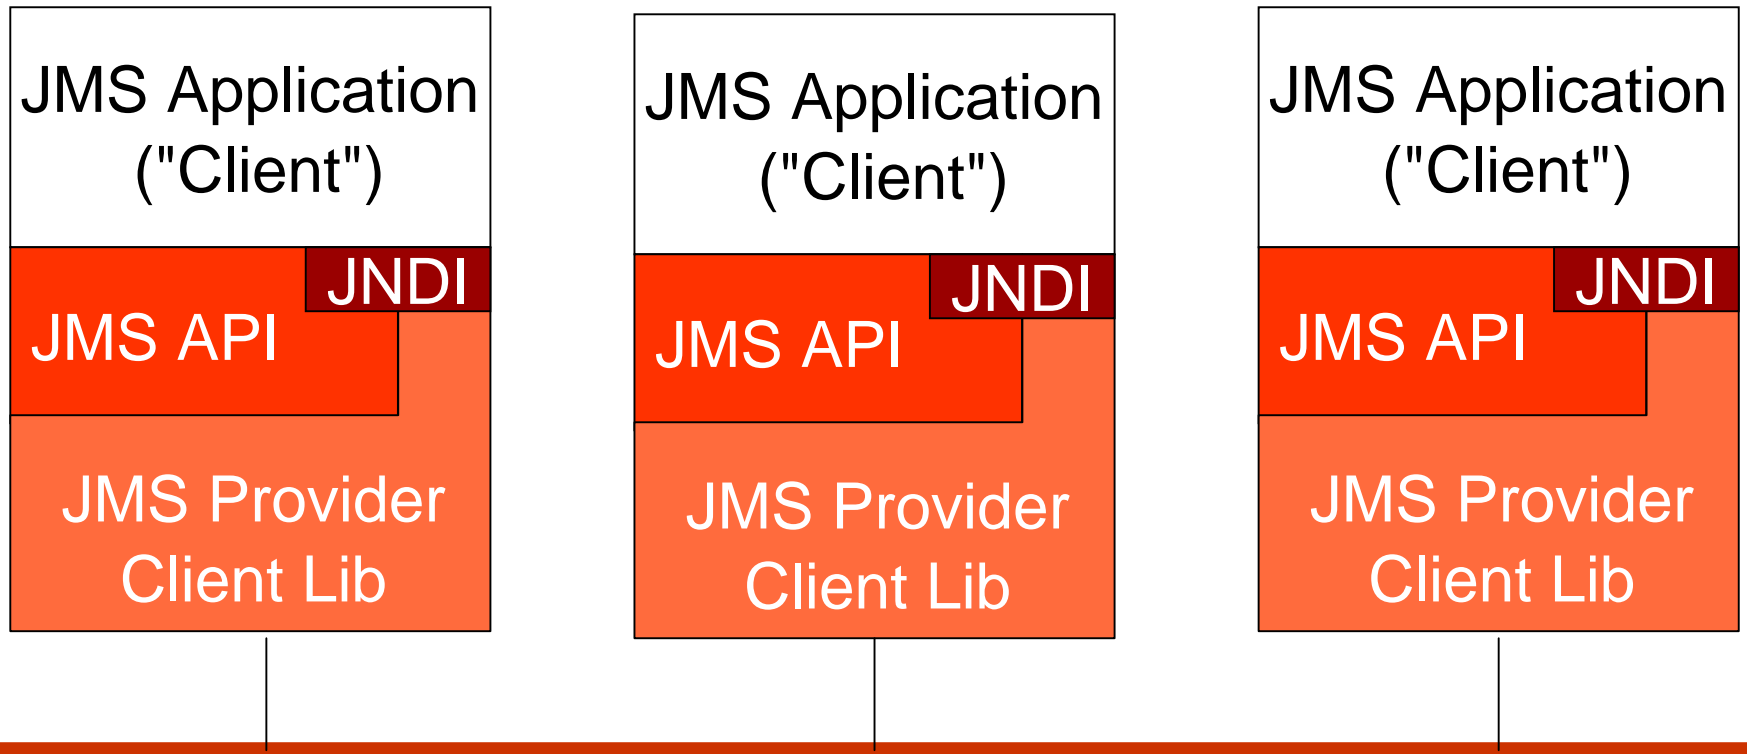 JMS Application
("Client")
JNDI
JMS API
JMS Provider
Client Lib
JMS Application
("Client")
JNDI
JMS API
JMS Provider
Client Lib
JMS Application
("Client")
JNDI
JMS API
JMS Provider
Client Lib